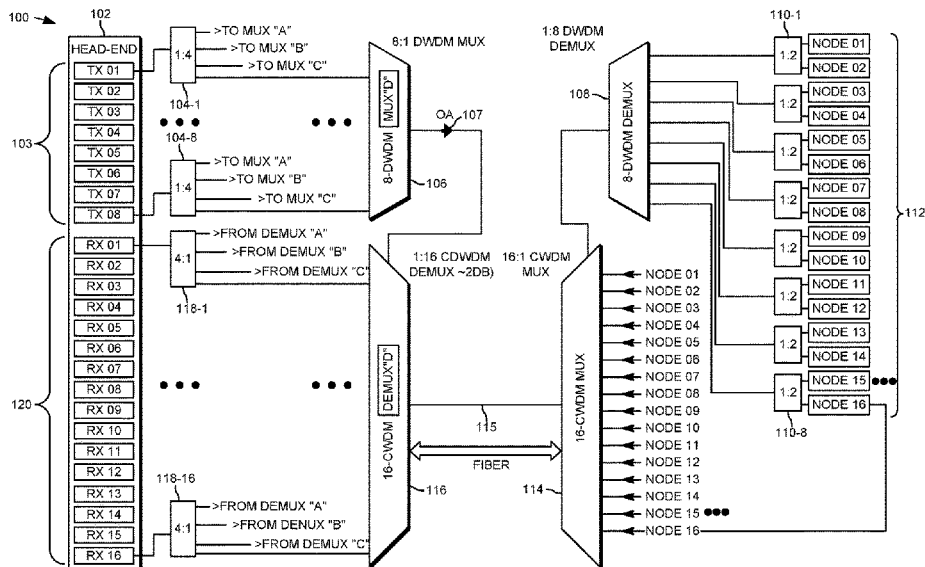 100
102
HEAD-END
TX 01
TX 02
TX 03
TX 04
TX 05
TX 06
TX 07
TX 08
103
RX 01
RX 02
RX 03
RX 04
RX 05
RX 06
RX 07
RX 08
RX 09
RX 10
RX 11
RX 12
RX 13
RX 14
RX 15
RX 16
120
1:4
104-1
>TO MUX "A"
>TO MUX "B"
>TO MUX "C"
104-8
1:4
>TO MUX "A"
>TO MUX "B"
>TO MUX "C"
4:1
118-1
>FROM DEMUX "A"
>FROM DEMUX "B"
>FROM DEMUX "C"
118-16
4:1
>FROM DEMUX "A"
>FROM DENUX "B"
>FROM DEMUX "C"
8:1 DWDM MUX
8-DWDM MUX"D"
106
OA
107
1:16 CDWDM
DEMUX ~2DB)
16-CWDM DEMUX"D"
116
115
FIBER
16:1 CWDM
MUX
16-CWDM MUX
114
NODE 01
NODE 02
NODE 03
NODE 04
NODE 05
NODE 06
NODE 07
NODE 08
NODE 09
NODE 10
NODE 11
NODE 12
NODE 13
NODE 14
NODE 15
NODE 16
1:8 DWDM
DEMUX
108
8-DWDM DEMUX
110-1
1:2
1:2
1:2
1:2
1:2
1:2
1:2
1:2
110-8
NODE 01
NODE 02
NODE 03
NODE 04
NODE 05
NODE 06
NODE 07
NODE 08
NODE 09
NODE 10
NODE 11
NODE 12
NODE 13
NODE 14
NODE 15
NODE 16
112